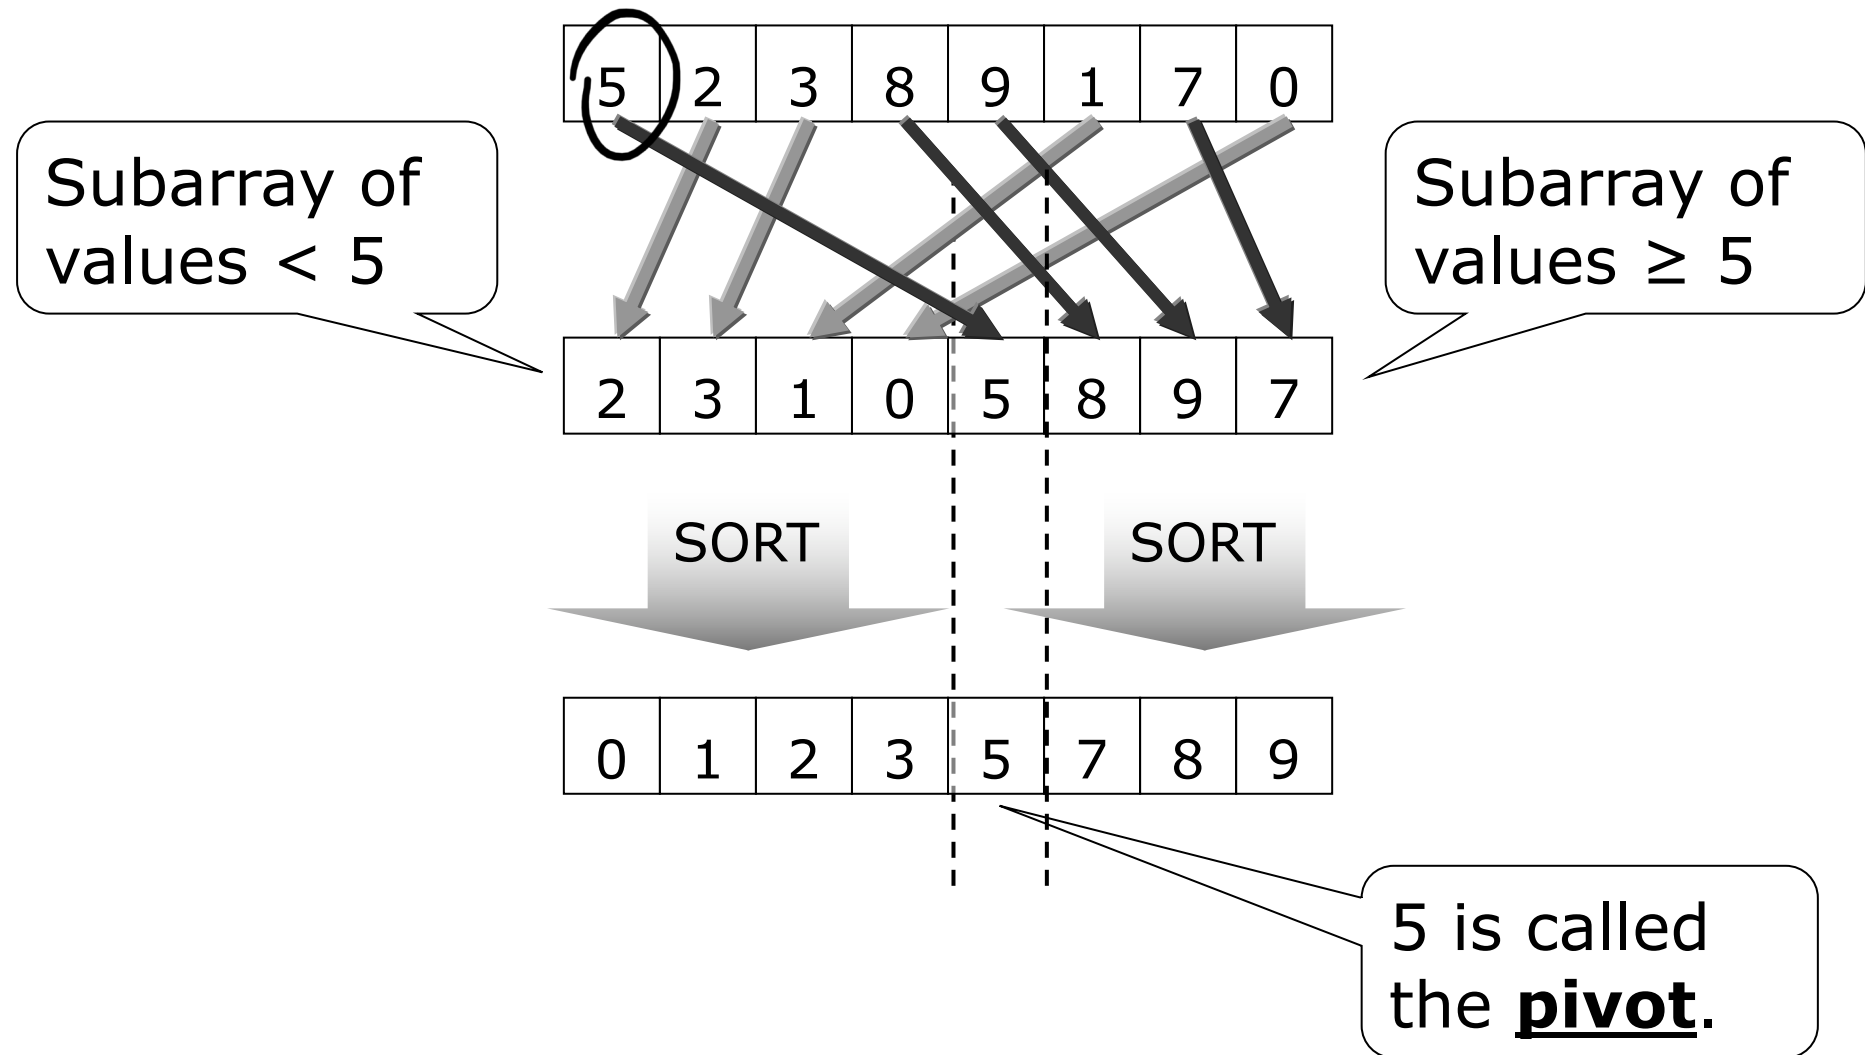 5 2 3 8 9 1 7 0
Subarray of
values < 5
Subarray of
values ≥ 5
2 3 1 0 5 8 9 7
SORT
SORT
0 1 2 3 5 7 8 9
5 is called
the pivot.